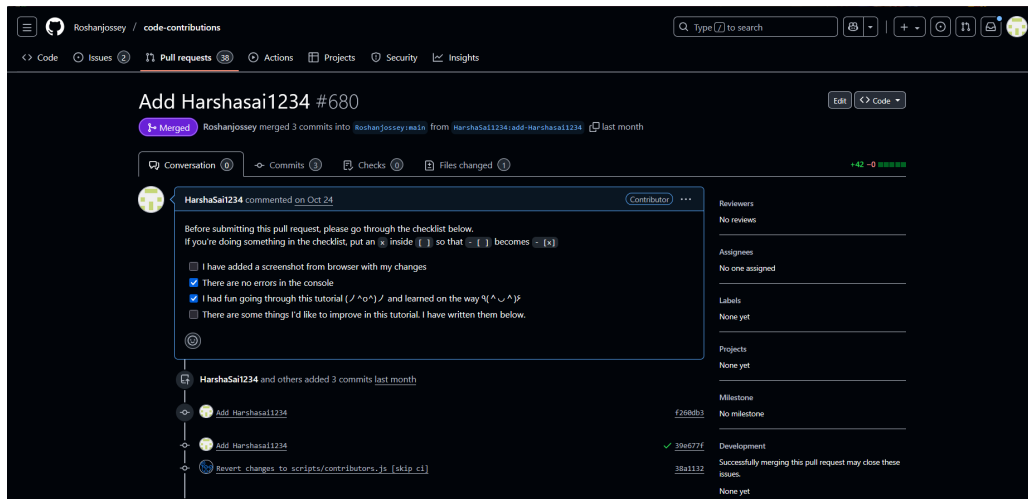 Roshanjossey / code-contributions
Type / to search
<> Code
Issues 2
Pull requests 38
Actions
Projects
Security
Insights
Add Harshasai1234 #680
Edit
<> Code
Merged
Roshanjossey merged 3 commits into Roshanjossey:main from HarshaSai1234:add-Harshasai1234 last month
Conversation 0
Commits 3
Checks 0
Files changed 1
+42 −0
HarshaSai1234 commented on Oct 24
Contributor
Before submitting this pull request, please go through the checklist below.
If you're doing something in the checklist, put an x inside [ ] so that - [ ] becomes - [x]
I have added a screenshot from browser with my changes
There are no errors in the console
I had fun going through this tutorial (ノ^o^)ノ and learned on the way ٩(^◡^)۶
There are some things I'd like to improve in this tutorial. I have written them below.
HarshaSai1234 and others added 3 commits last month
Add Harshasai1234
f260db3
Add Harshasai1234
39e677f
Revert changes to scripts/contributors.js [skip ci]
38a1132
Reviewers
No reviews
Assignees
No one assigned
Labels
None yet
Projects
None yet
Milestone
No milestone
Development
Successfully merging this pull request may close these
issues.
None yet